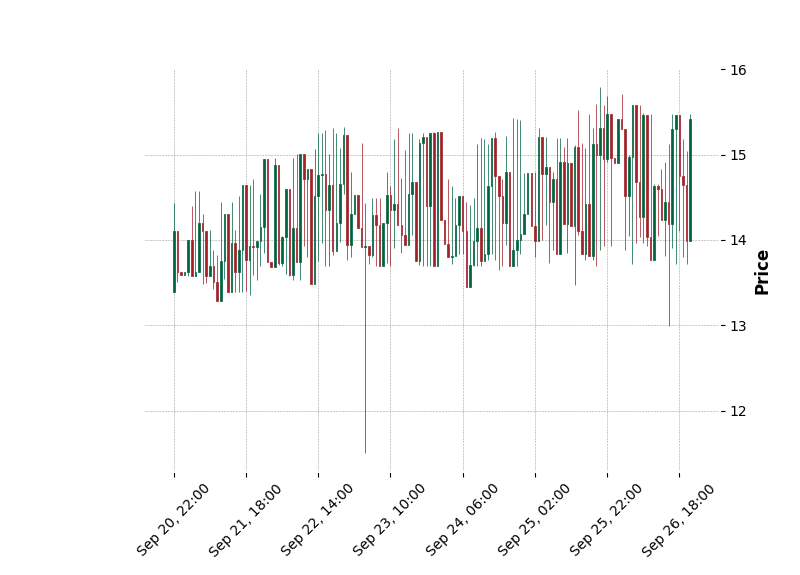 16
15
14
13
12
Price
Sep 20, 22:00
Sep 21, 18:00
Sep 22, 14:00
Sep 23, 10:00
Sep 24, 06:00
Sep 25, 02:00
Sep 25, 22:00
Sep 26, 18:00